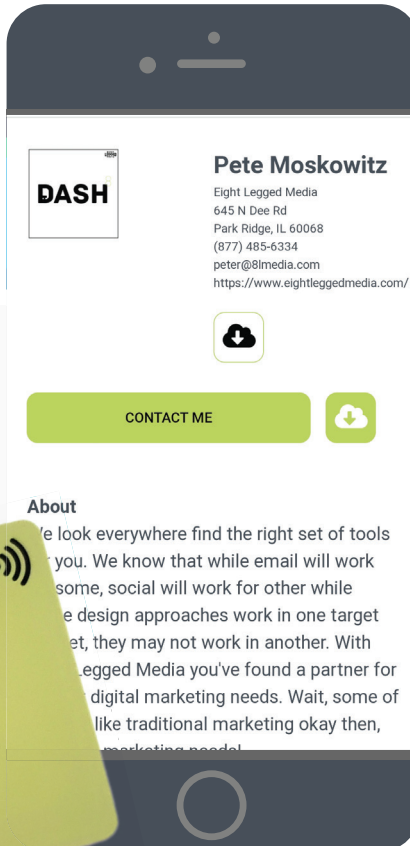 DASH
Pete Moskowitz
Eight Legged Media
645 N Dee Rd
Park Ridge, IL 60068
(877) 485-6334
peter@8lmedia.com
https://www.eightleggedmedia.com/
CONTACT ME
About
look everywhere find the right set of tools
you. We know that while email will work
some, social will work for other while
design approaches work in one target
they may not work in another. With
Legged Media you've found a partner for
digital marketing needs. Wait, some of
like traditional marketing okay then,
marketing needs!